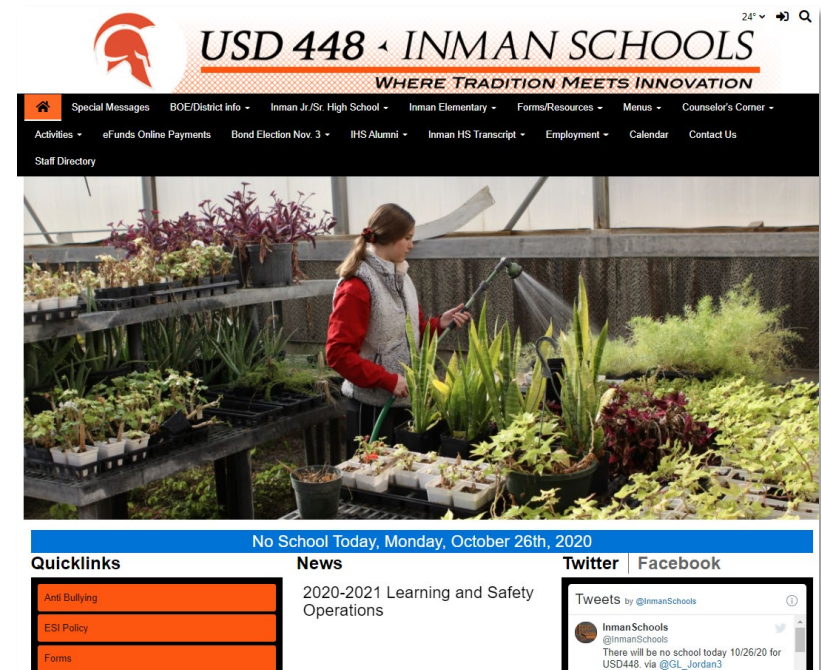 24°
USD 448 INMAN SCHOOLS
WHERE TRADITION MEETS INNOVATION
Special Messages BOE/District info Inman Jr./Sr. High School Inman Elementary Forms/Resources Menus Counselor's Corner
Activities eFunds Online Payments Bond Election Nov. 3 IHS Alumni Inman HS Transcript Employment Calendar Contact Us
Staff Directory
No School Today, Monday, October 26th, 2020
Quicklinks News Twitter Facebook
Anti Bullying
ESI Policy
Forms
2020-2021 Learning and Safety
Operations
Tweets by @InmanSchools
InmanSchools
@InmanSchools
There will be no school today 10/26/20 for
USD448. via @GL_Jordan3